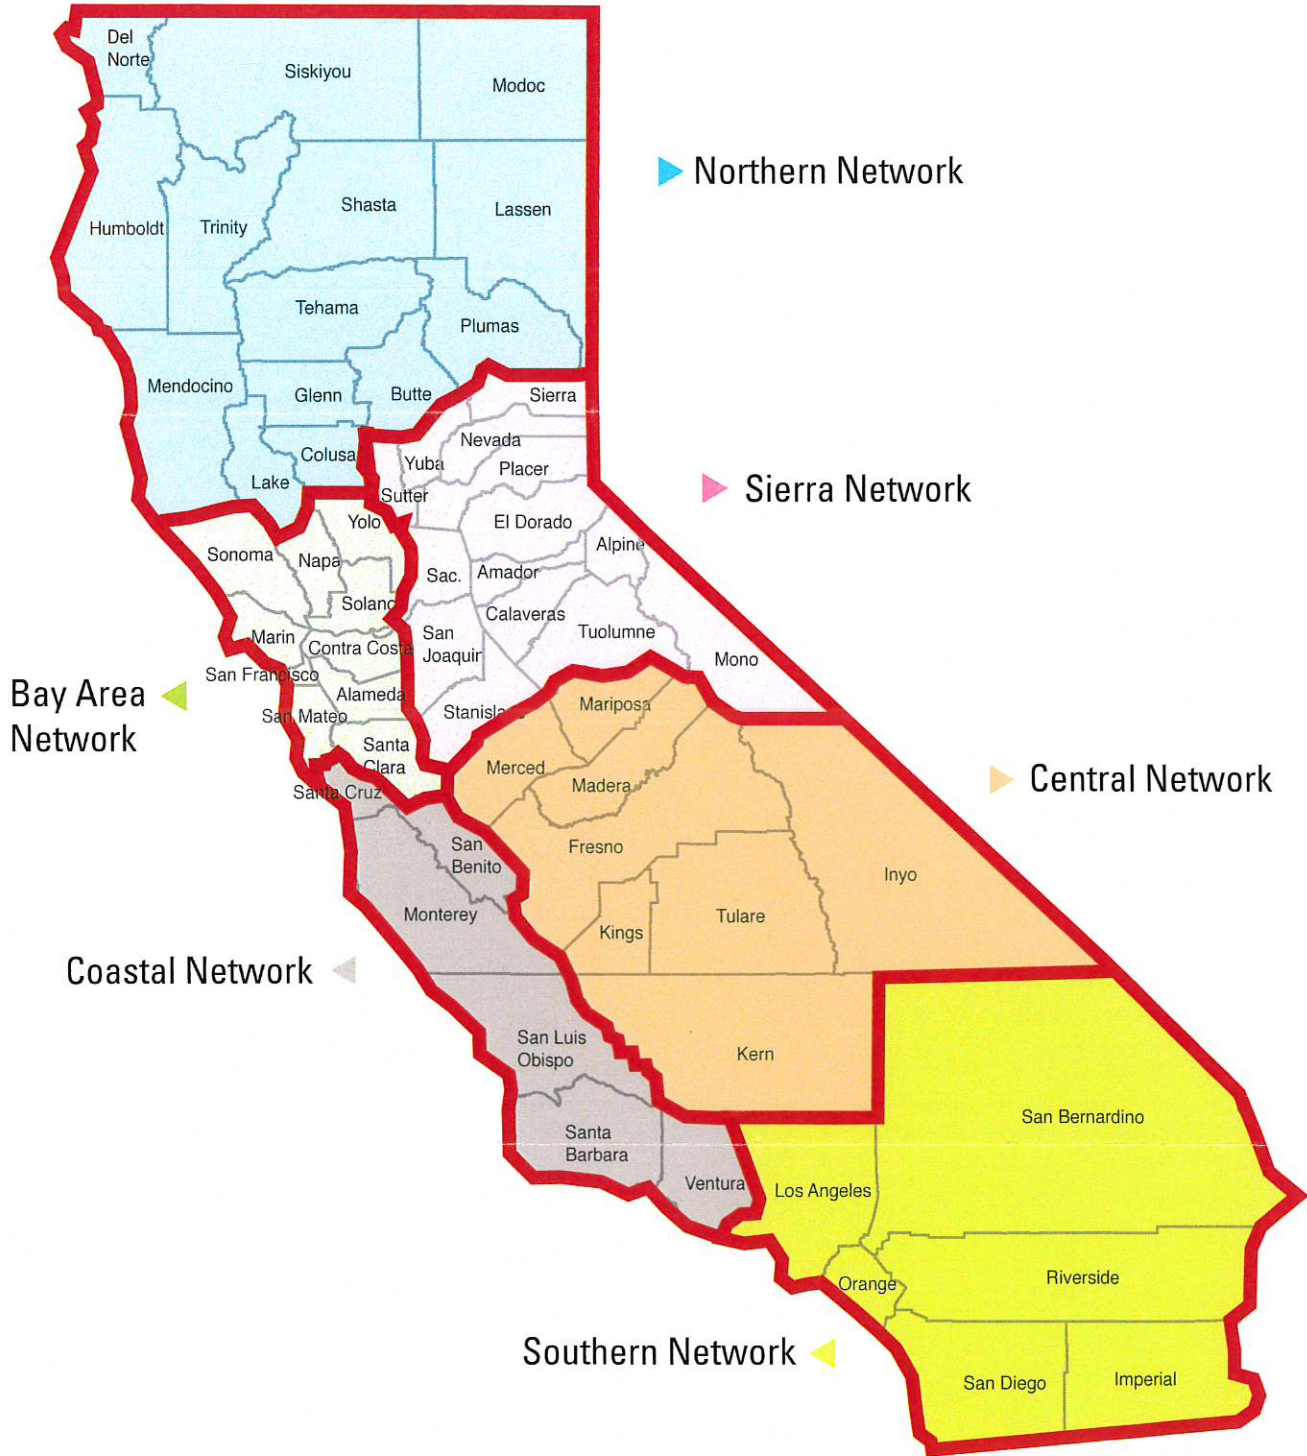 Del
Norte
Siskiyou
Modoc
Northern Network
Humboldt
Trinity
Shasta
Lassen
Tehama
Plumas
Mendocino
Glenn
Butte
Sierra
Colusa
Lake
Nevada
Yuba
Placer
Sutter
Sierra Network
Yolo
El Dorado
Alpine
Sonoma
Napa
Sac.
Amador
Solano
Calaveras
Marin
Contra Costa
San
Joaquin
Tuolumne
Mono
San Francisco
Bay Area
Network
Alameda
San Mateo
Stanisla
Mariposa
Santa
Clara
Merced
Madera
Central Network
Santa Cruz
San
Benito
Fresno
Inyo
Monterey
Kings
Tulare
Coastal Network
San Luis
Obispo
Kern
Santa
Barbara
San Bernardino
Ventura
Los Angeles
Orange
Riverside
Southern Network
San Diego
Imperial